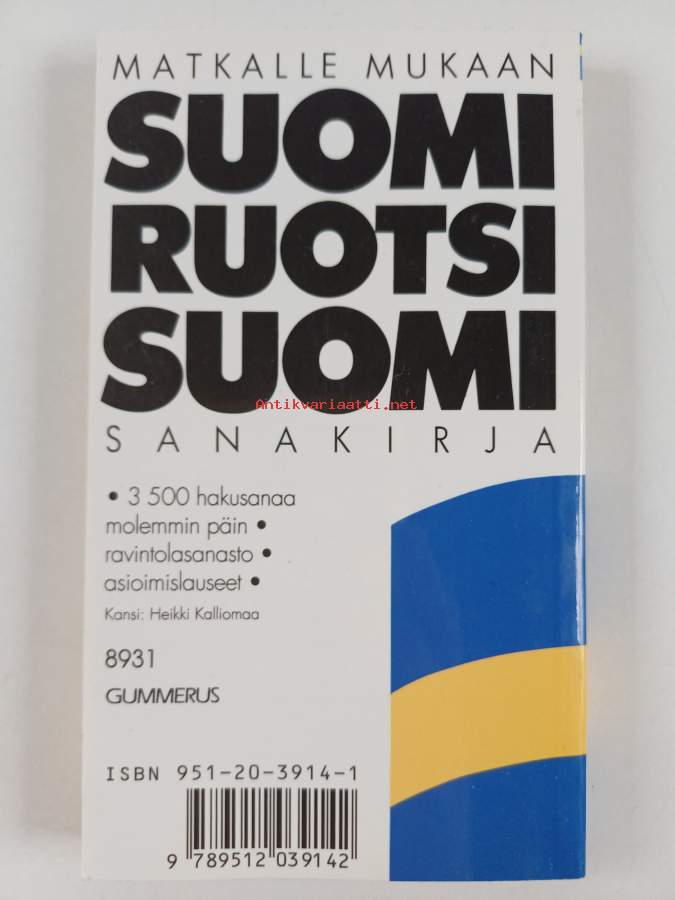 MATKALLE MUKAAN
SUOMI
RUOTSI
SUOMI
Antikvariaatti.net
SANAKIRJA
• 3 500 hakusanaa
molemmin päin •
ravintolasanasto •
asioimislauseet •
Kansi: Heikki Kalliomaa
8931
GUMMERUS
ISBN 951-20-3914-1
9 789512 039142